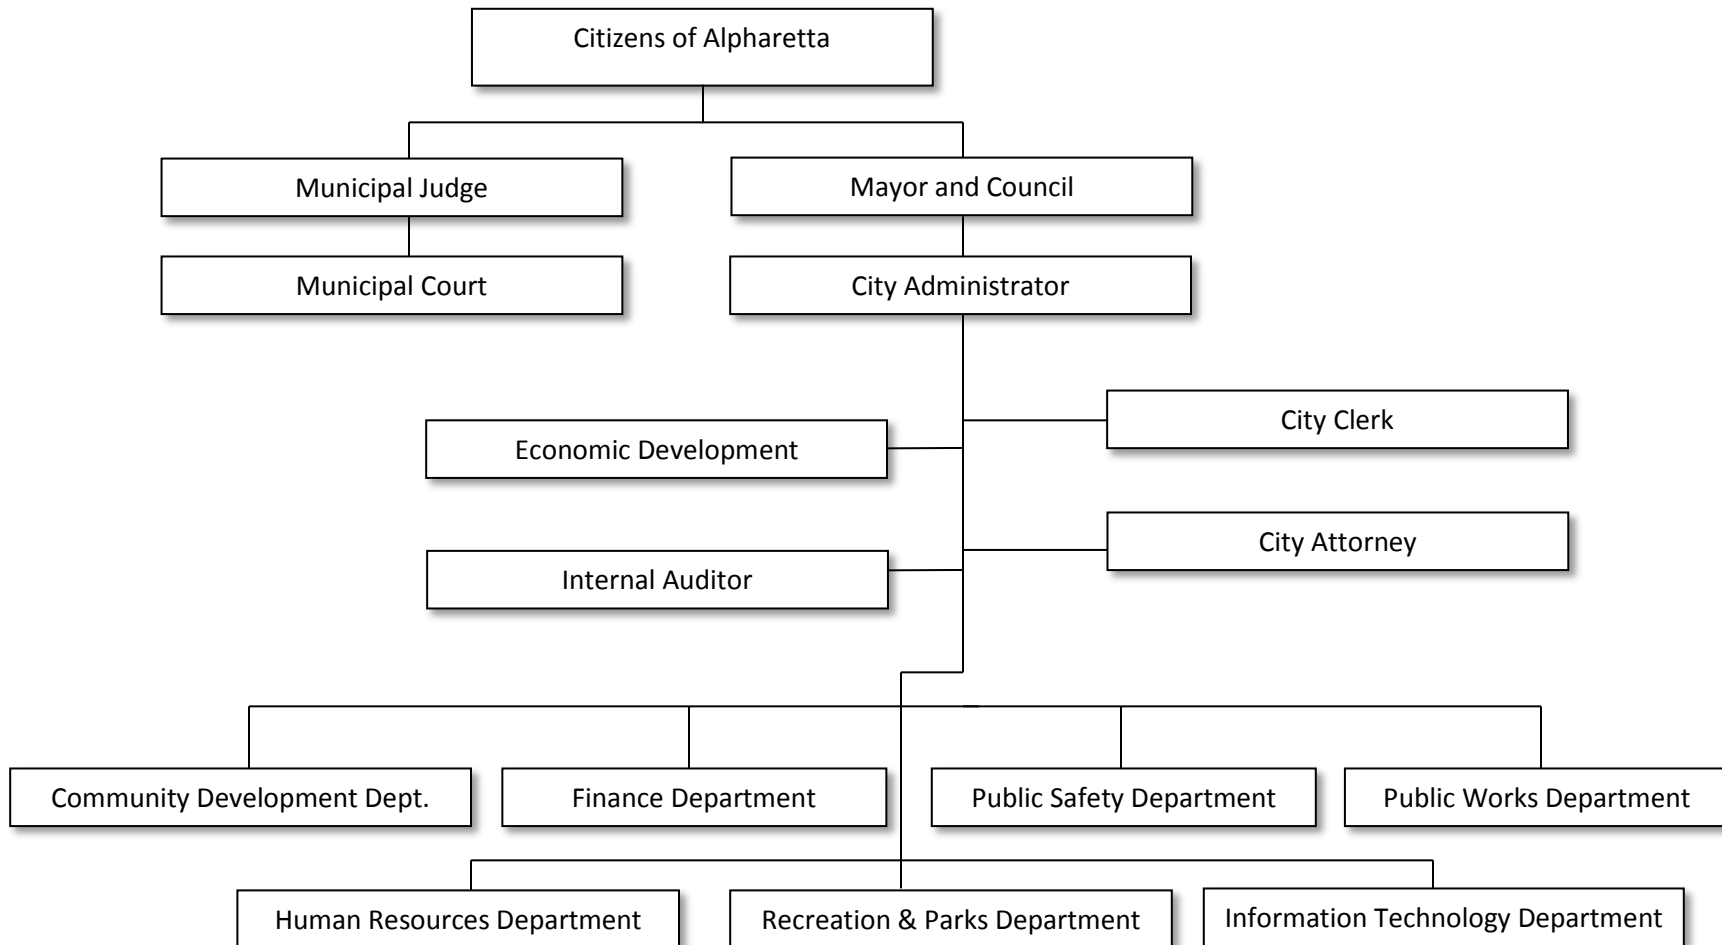 Citizens of Alpharetta
Municipal Judge
Mayor and Council
Municipal Court
City Administrator
City Clerk
Economic Development
City Attorney
Internal Auditor
Community Development Dept.
Finance Department
Public Safety Department
Public Works Department
Human Resources Department
Recreation & Parks Department
Information Technology Department